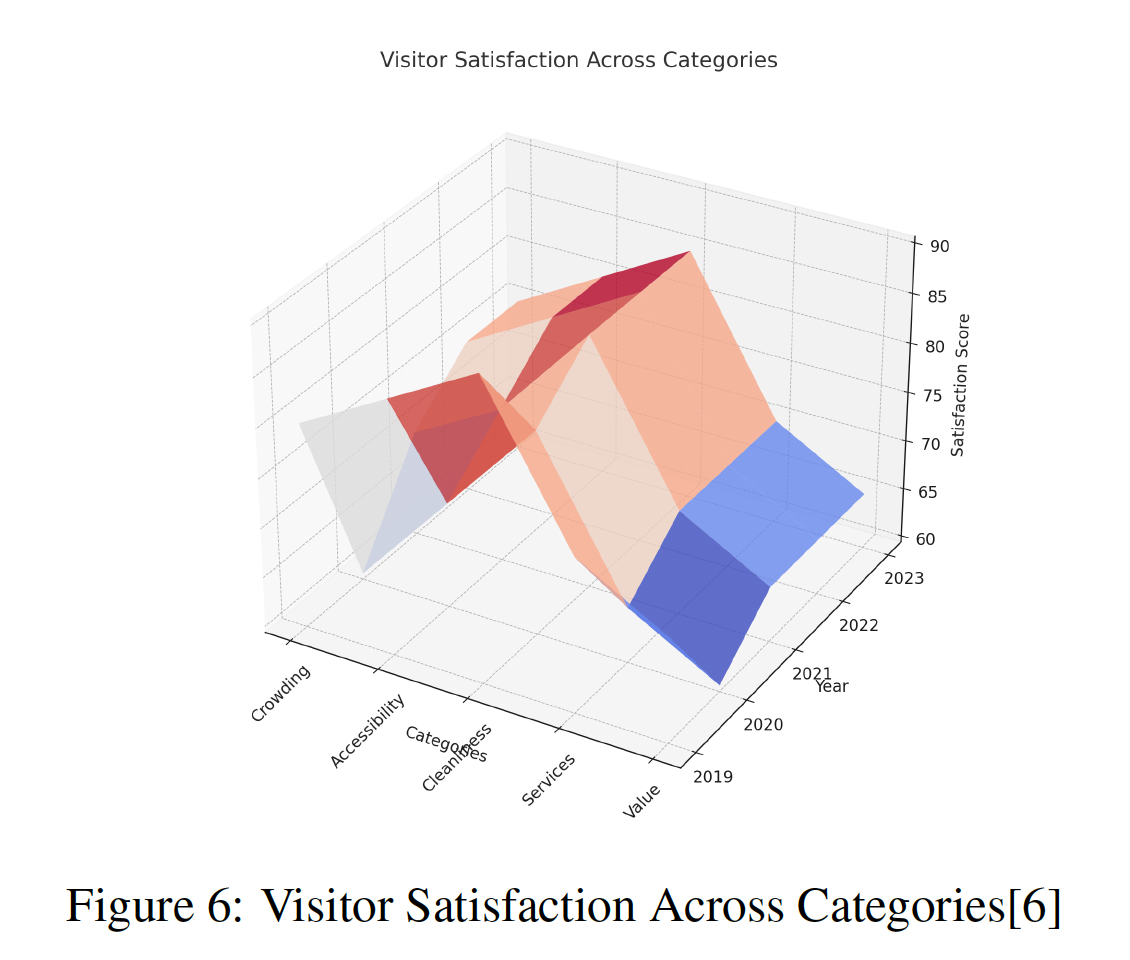 Visitor Satisfaction Across Categories
90
85
80
75
70
65
60
Satisfaction Score
2023
2022
2021
2020
2019
Year
Crowding
Accessibility
Cleanliness
Services
Value
Categories
Figure 6: Visitor Satisfaction Across Categories[6]